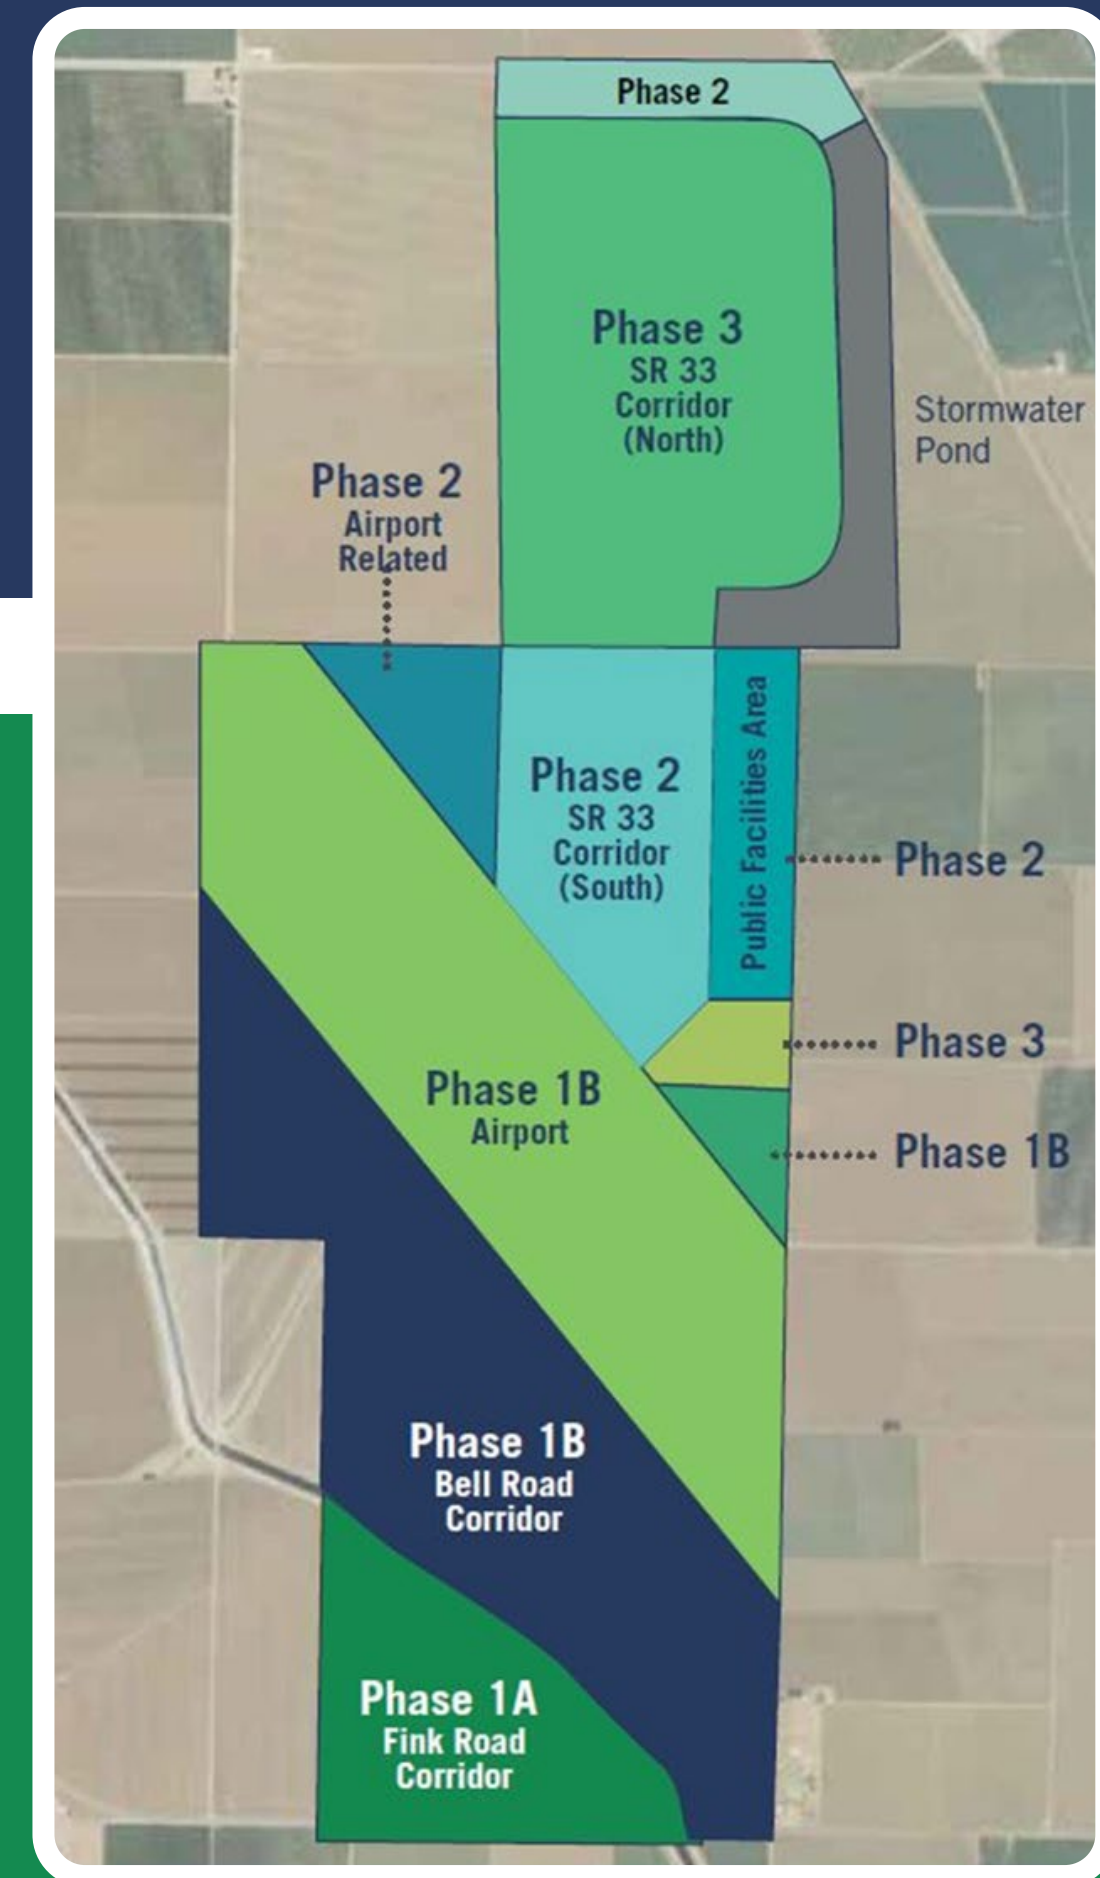 Phase 2
Phase 3
SR 33
Corridor
(North)
Stormwater
Pond
Phase 2
Airport
Related
Phase 2
SR 33
Corridor
(South)
Public Facilities Area
Phase 2
Phase 3
Phase 1B
Airport
Phase 1B
Phase 1B
Bell Road
Corridor
Phase 1A
Fink Road
Corridor